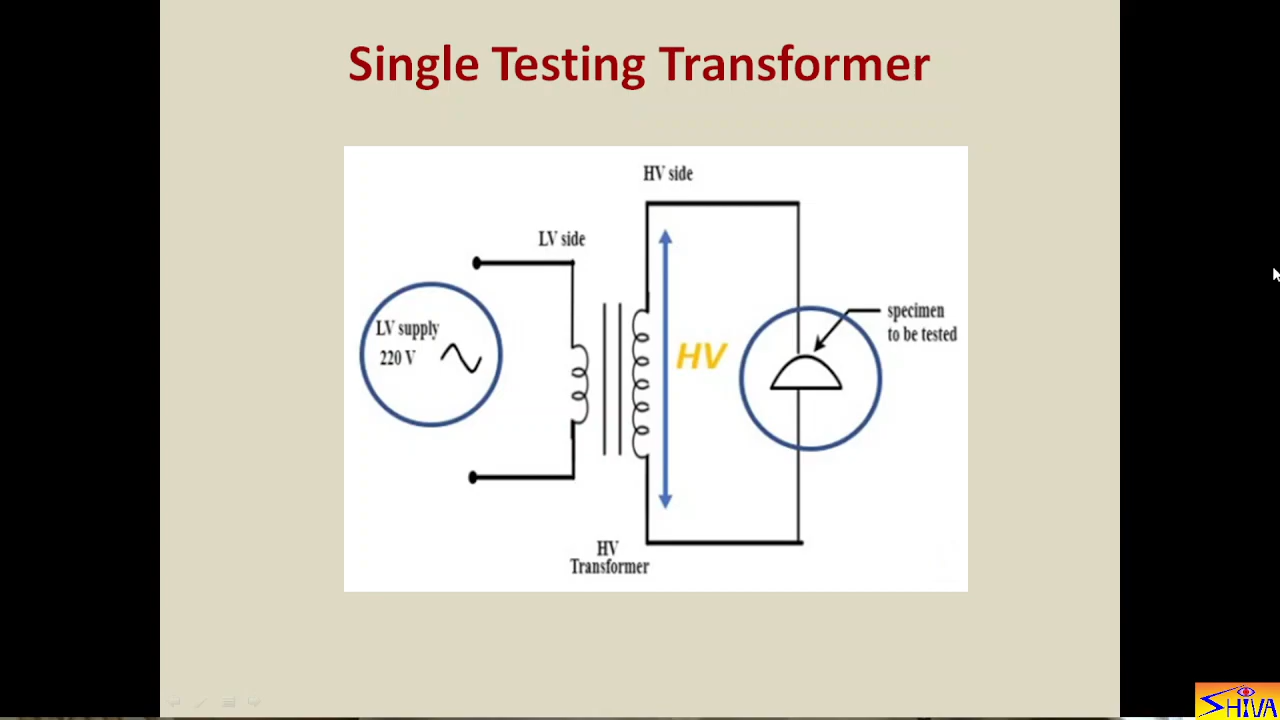 Single Testing Transformer
HV side
LV side
LV supply
220 V
HV
specimen
to be tested
HV
Transformer
SHIVA